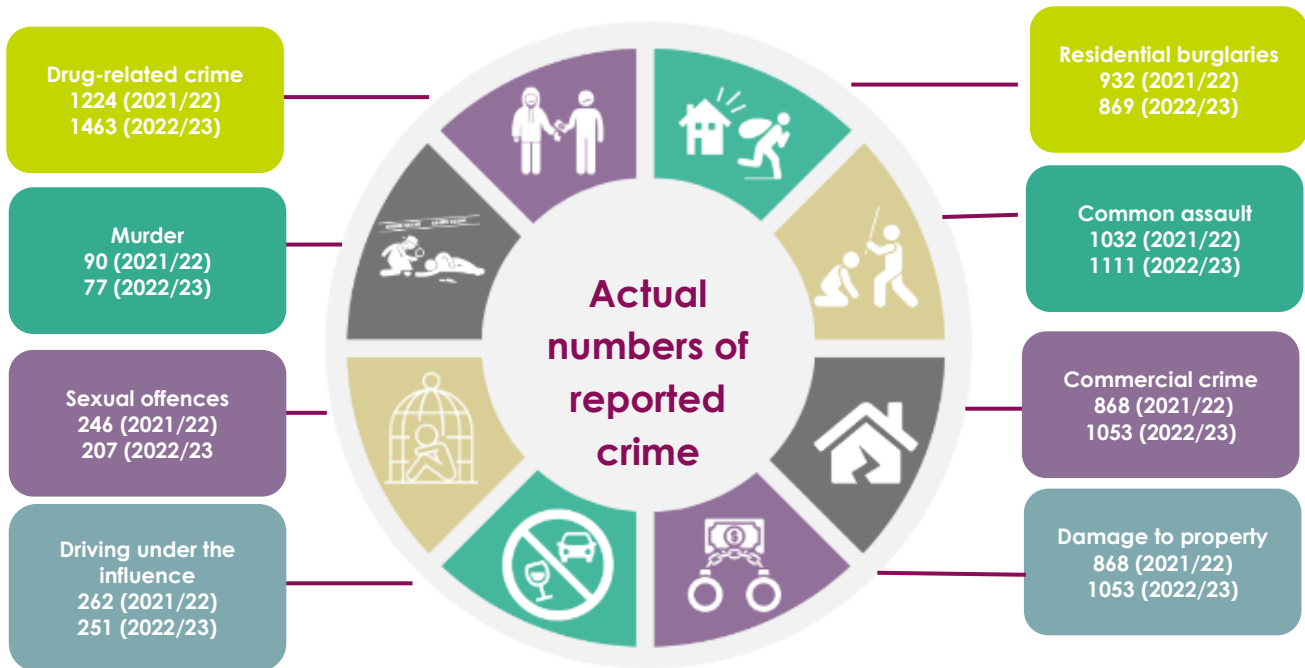 Drug-related crime
1224 (2021/22)
1463 (2022/23)
Murder
90 (2021/22)
77 (2022/23)
Sexual offences
246 (2021/22)
207 (2022/23
Driving under the
influence
262 (2021/22)
251 (2022/23)
Actual
numbers of
reported
crime
Residential burglaries
932 (2021/22)
869 (2022/23)
Common assault
1032 (2021/22)
1111 (2022/23)
Commercial crime
868 (2021/22)
1053 (2022/23)
Damage to property
868 (2021/22)
1053 (2022/23)